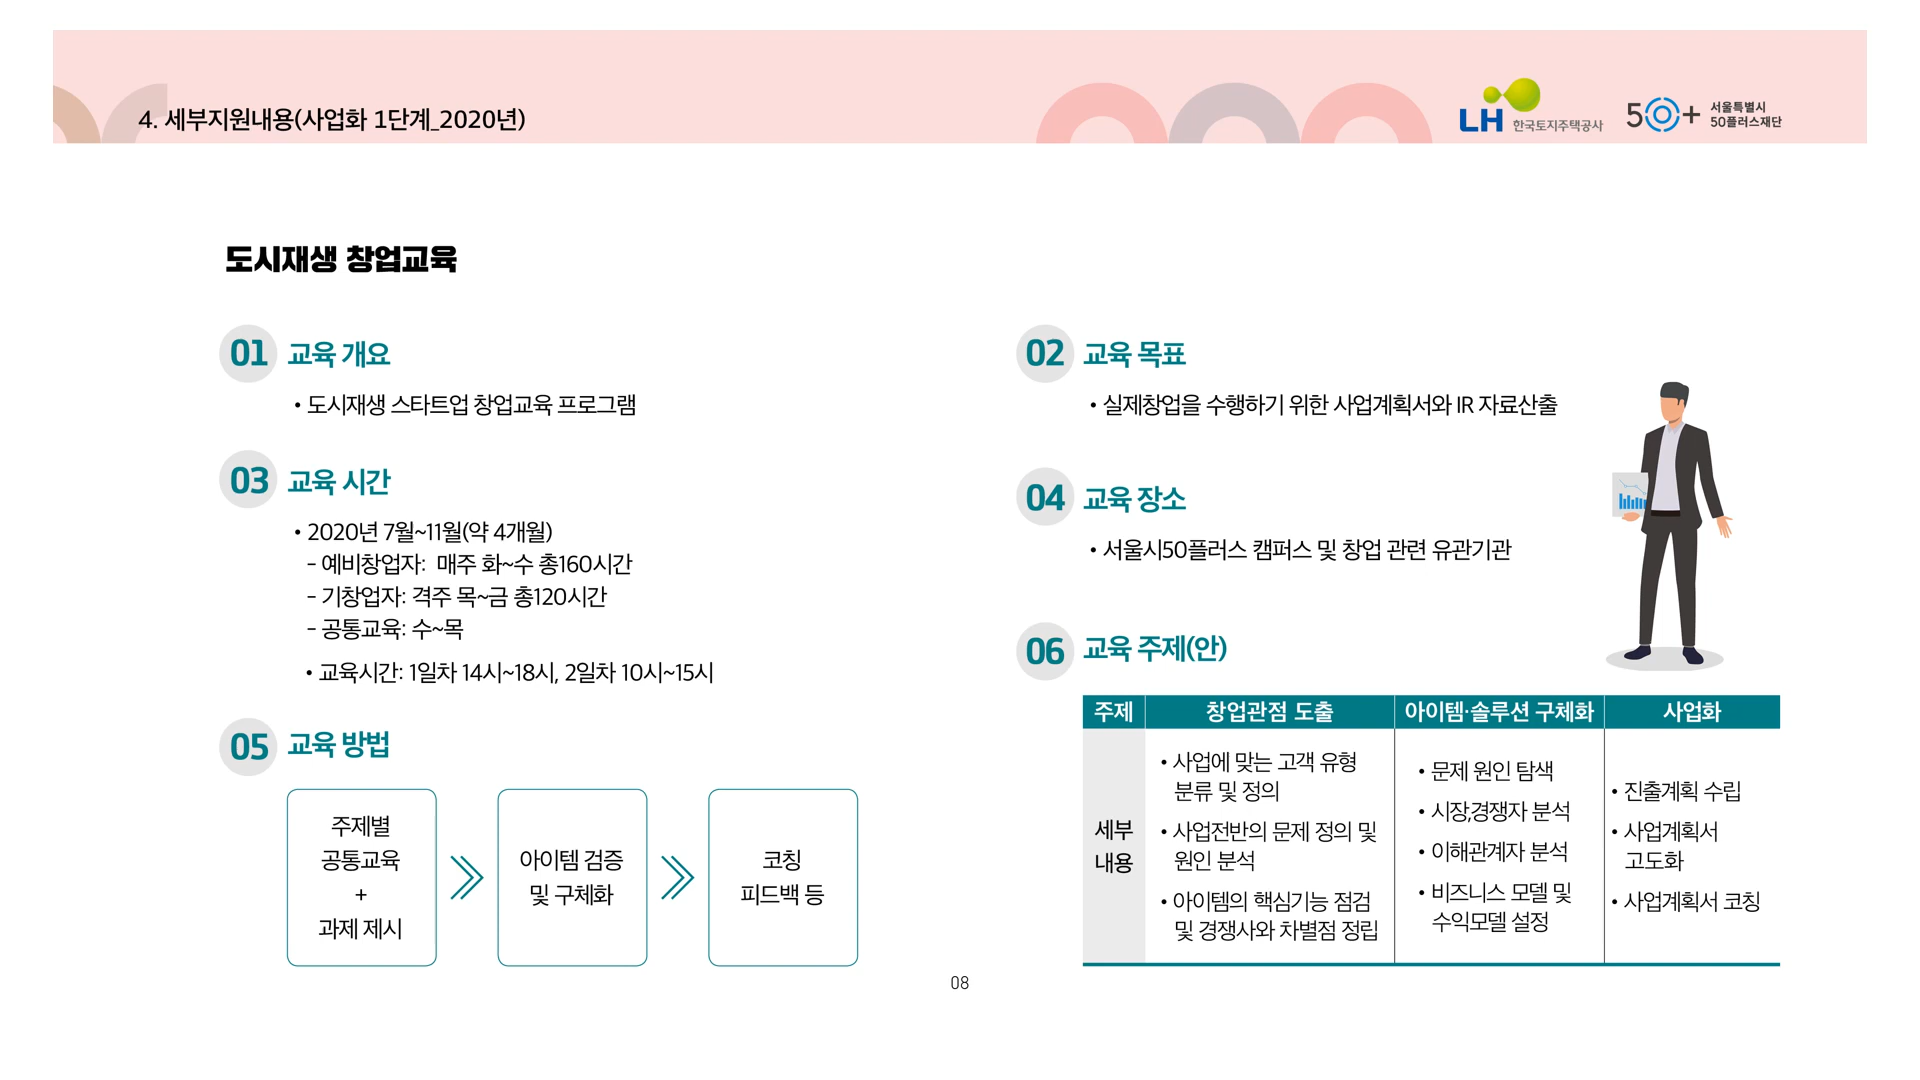 4. 세부지원내용(사업화 1단계_2020년)
LH 한국토지주택공사
50+ 서울특별시
50플러스재단
도시재생 창업교육
01 교육 개요
• 도시재생 스타트업 창업교육 프로그램
02 교육 목표
• 실제창업을 수행하기 위한 사업계획서와 IR 자료산출
03 교육 시간
• 2020년 7월~11월(약 4개월)
- 예비창업자: 매주 화~수 총160시간
- 기창업자: 격주 목~금 총120시간
- 공통교육: 수~목
• 교육시간: 1일차 14시~18시, 2일차 10시~15시
04 교육 장소
• 서울시50플러스 캠퍼스 및 창업 관련 유관기관
05 교육 방법
주제별
공통교육
+
과제 제시
아이템 검증
및 구체화
코칭
피드백 등
06 교육 주제(안)
주제 창업관점 도출 아이템·솔루션 구체화 사업화
세부
내용
• 사업에 맞는 고객 유형
분류 및 정의
• 사업전반의 문제 정의 및
원인 분석
• 아이템의 핵심기능 점검
및 경쟁사와 차별점 정립
• 문제 원인 탐색
• 시장,경쟁자 분석
• 이해관계자 분석
• 비즈니스 모델 및
수익모델 설정
• 진출계획 수립
• 사업계획서
고도화
• 사업계획서 코칭
08